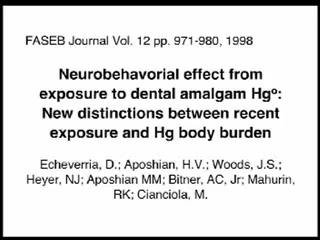 FASEB Journal Vol. 12 pp. 971-980, 1998
Neurobehavorial effect from
exposure to dental amalgam Hgº:
New distinctions between recent
exposure and Hg body burden
Echeverria, D.; Aposhian, H.V.; Woods, J.S.;
Heyer, NJ; Aposhian MM; Bitner, AC, Jr; Mahurin,
RK; Cianciola, M.